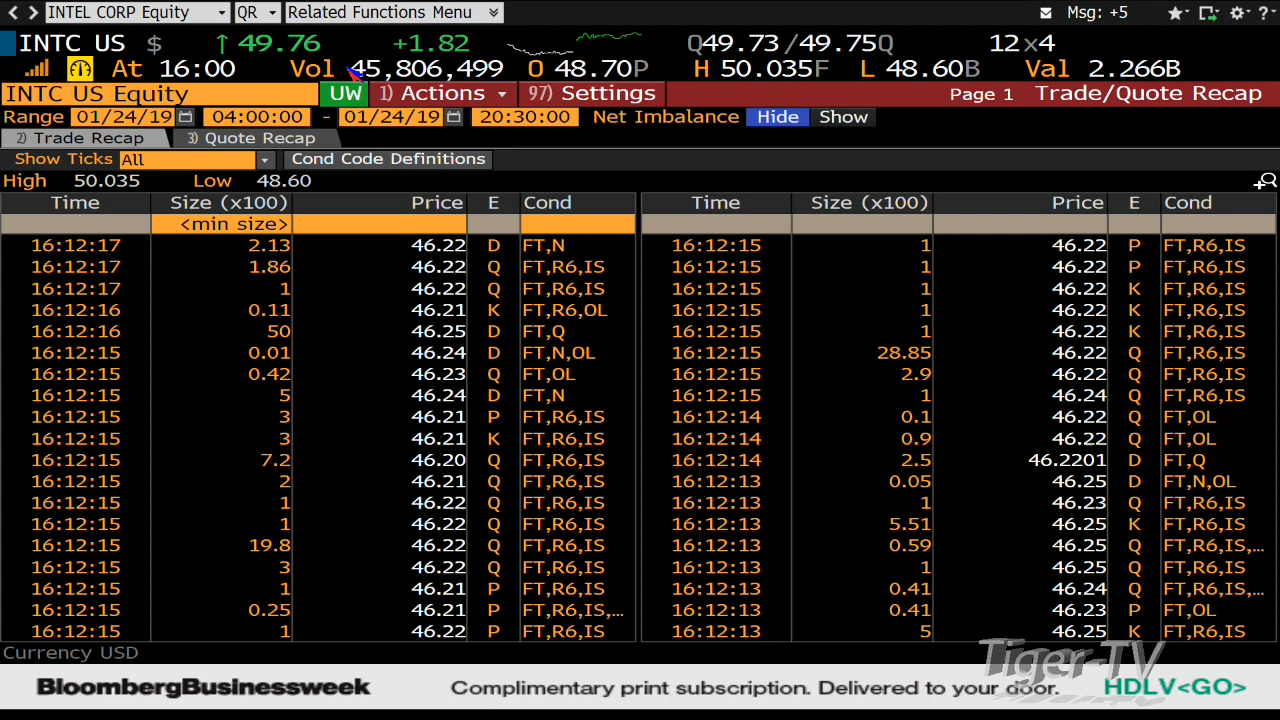 INTEL CORP Equity QR Related Functions Menu Msg: +5
INTC US $ ↑ 49.76 +1.82 Q49.73/49.75Q 12x4
At 16:00 Vol 45,806,499 O 48.70P H 50.035F L 48.60B Val 2.266B
INTC US Equity UW 1) Actions 97) Settings Page 1 Trade/Quote Recap
Range 01/24/19 04:00:00 - 01/24/19 20:30:00 Net Imbalance Hide Show
2) Trade Recap 3) Quote Recap
Show Ticks All Cond Code Definitions
High 50.035 Low 48.60
Time Size (x100) Price E Cond Time Size (x100) Price E Cond
<min size>
16:12:17 2.13 46.22 D FT,N 16:12:15 1 46.22 P FT,R6,IS
16:12:17 1.86 46.22 Q FT,R6,IS 16:12:15 1 46.22 P FT,R6,IS
16:12:17 1 46.22 Q FT,R6,IS 16:12:15 1 46.22 K FT,R6,IS
16:12:16 0.11 46.21 K FT,R6,OL 16:12:15 1 46.22 K FT,R6,IS
16:12:16 50 46.25 D FT,Q 16:12:15 1 46.22 K FT,R6,IS
16:12:15 0.01 46.24 D FT,N,OL 16:12:15 28.85 46.22 Q FT,R6,IS
16:12:15 0.42 46.23 Q FT,OL 16:12:15 2.9 46.22 Q FT,R6,IS
16:12:15 5 46.24 D FT,N 16:12:15 1 46.24 Q FT,R6,IS
16:12:15 3 46.21 P FT,R6,IS 16:12:14 0.1 46.22 Q FT,OL
16:12:15 3 46.21 K FT,R6,IS 16:12:14 0.9 46.22 Q FT,OL
16:12:15 7.2 46.20 Q FT,R6,IS 16:12:14 2.5 46.2201 D FT,Q
16:12:15 2 46.21 Q FT,R6,IS 16:12:13 0.05 46.25 D FT,N,OL
16:12:15 1 46.22 Q FT,R6,IS 16:12:13 1 46.23 Q FT,R6,IS
16:12:15 1 46.22 Q FT,R6,IS 16:12:13 5.51 46.25 K FT,R6,IS
16:12:15 19.8 46.22 Q FT,R6,IS 16:12:13 0.59 46.25 Q FT,R6,IS,...
16:12:15 3 46.22 Q FT,R6,IS 16:12:13 1 46.25 Q FT,R6,IS
16:12:15 1 46.21 P FT,R6,IS 16:12:13 0.41 46.24 Q FT,R6,IS,...
16:12:15 0.25 46.21 P FT,R6,IS,... 16:12:13 0.41 46.23 P FT,OL
16:12:15 1 46.22 P FT,R6,IS 16:12:13 5 46.25 K FT,R6,IS
Currency USD
Tiger-TV
BloombergBusinessweek Complimentary print subscription. Delivered to your door. HDLV<GO>